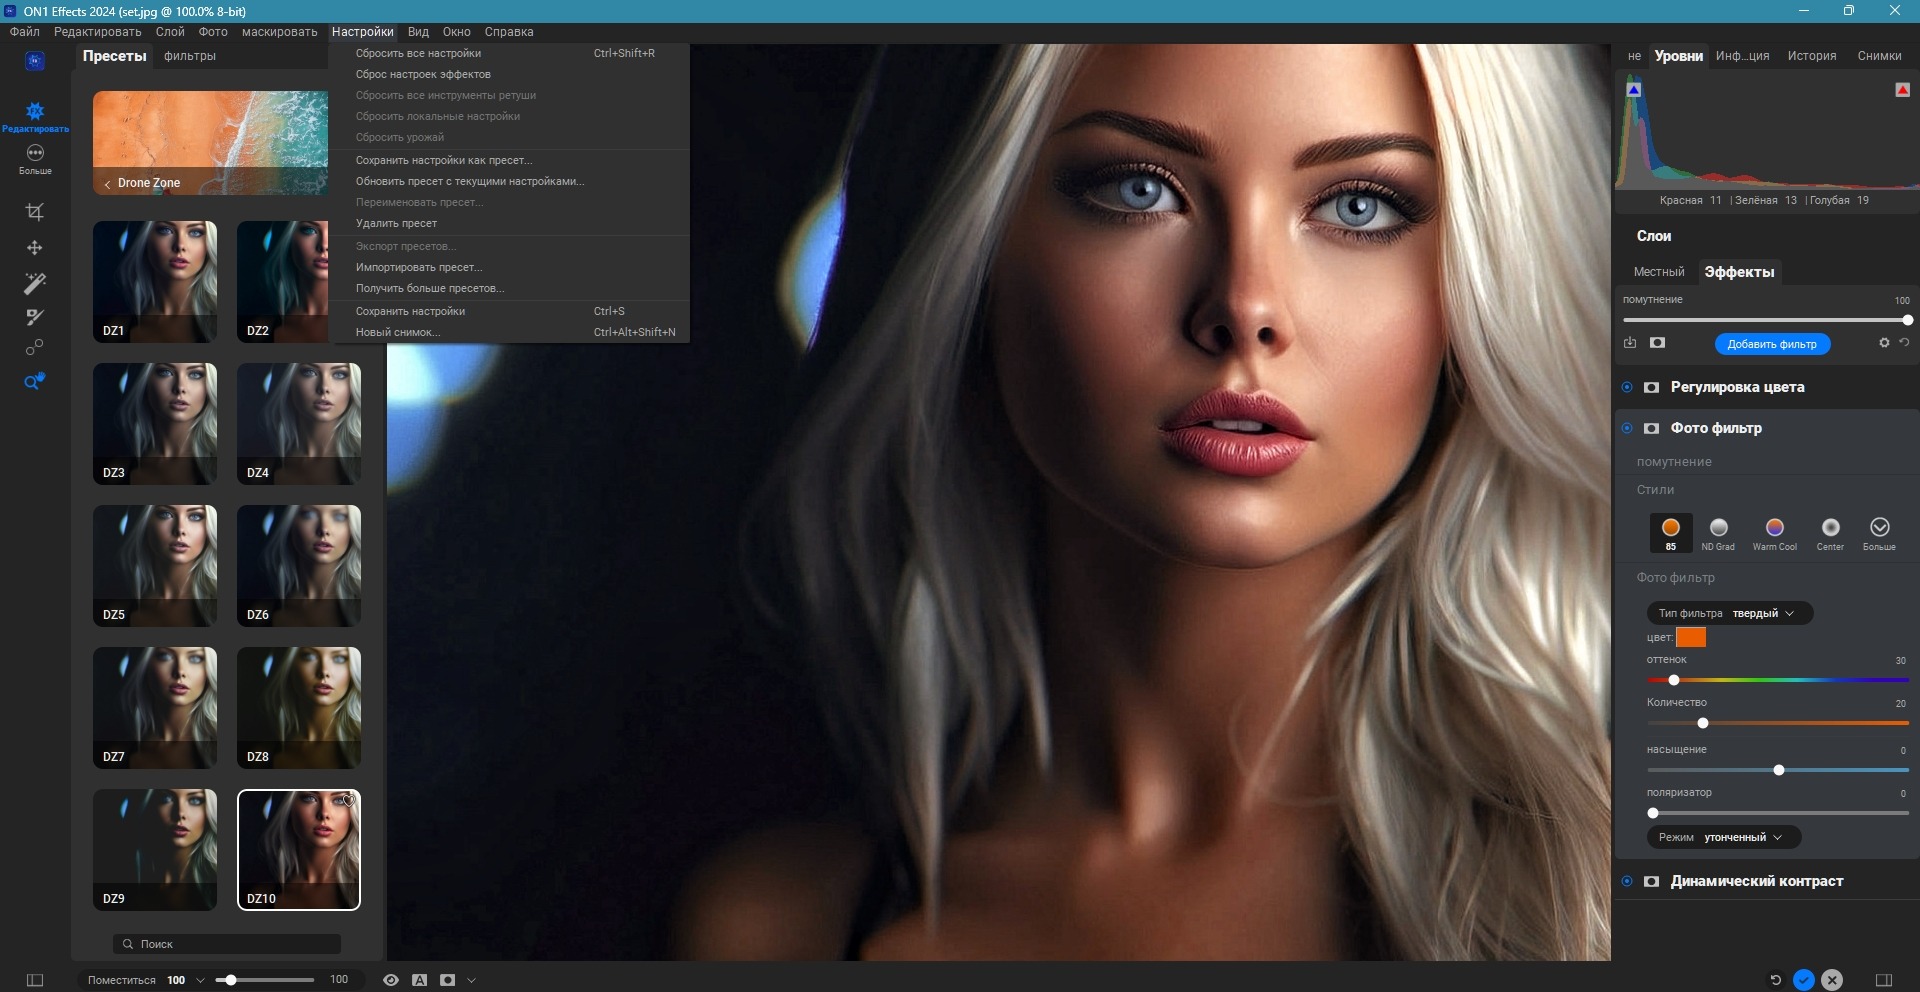 ON1 Effects 2024 (set.jpg @ 100.0% 8-bit)
Файл Редактировать Слой Фото маскировать Настройки Вид Окно Справка
Пресеты фильтры
Редактировать
Больше
Drone Zone
DZ1
DZ2
DZ3
DZ4
DZ5
DZ6
DZ7
DZ8
DZ9
DZ10
Поиск
Сбросить все настройки Ctrl+Shift+R
Сброс настроек эффектов
Сбросить все инструменты ретуши
Сбросить локальные настройки
Сбросить урожай
Сохранить настройки как пресет...
Обновить пресет с текущими настройками...
Переименовать пресет...
Удалить пресет
Экспорт пресетов...
Импортировать пресет...
Получить больше пресетов...
Сохранить настройки Ctrl+S
Новый снимок... Ctrl+Alt+Shift+N
не Уровни Инф...ция История Снимки
Красная 11 | Зелёная 13 | Голубая 19
Слои
Местный Эффекты
помутнение 100
Добавить фильтр
Регулировка цвета
Фото фильтр
помутнение
Стили
85 ND Grad Warm Cool Center Больше
Фото фильтр
Тип фильтра твердый
цвет:
оттенок 30
Количество 20
насыщение 0
поляризатор 0
Режим утонченный
Динамический контраст
Поместиться 100 100
A